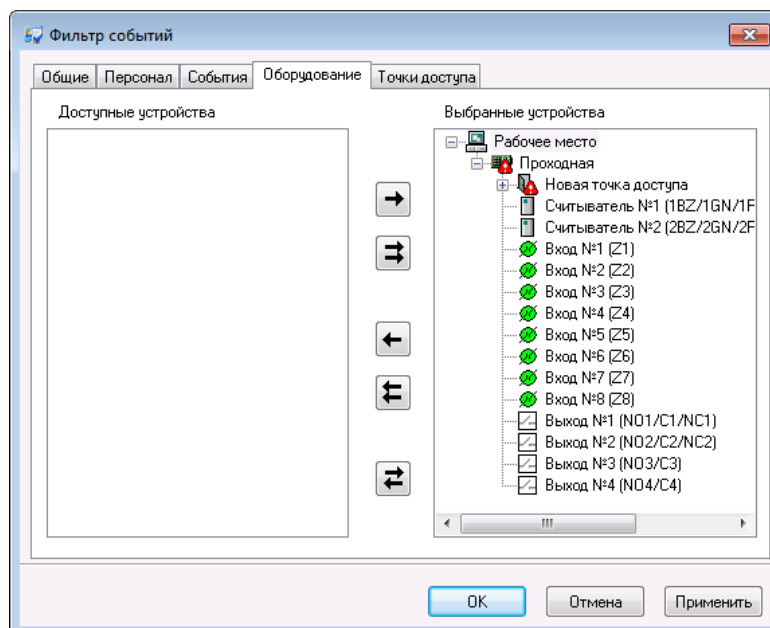 Фильтр событий
Общие Персонал События Оборудование Точки доступа
Доступные устройства
Выбранные устройства
Рабочее место
Проходная
Новая точка доступа
Считыватель №1 (1BZ/1GN/1F
Считыватель №2 (2BZ/2GN/2F
Вход №1 (Z1)
Вход №2 (Z2)
Вход №3 (Z3)
Вход №4 (Z4)
Вход №5 (Z5)
Вход №6 (Z6)
Вход №7 (Z7)
Вход №8 (Z8)
Выход №1 (NO1/C1/NC1)
Выход №2 (NO2/C2/NC2)
Выход №3 (NO3/C3)
Выход №4 (NO4/C4)
OK Отмена Применить